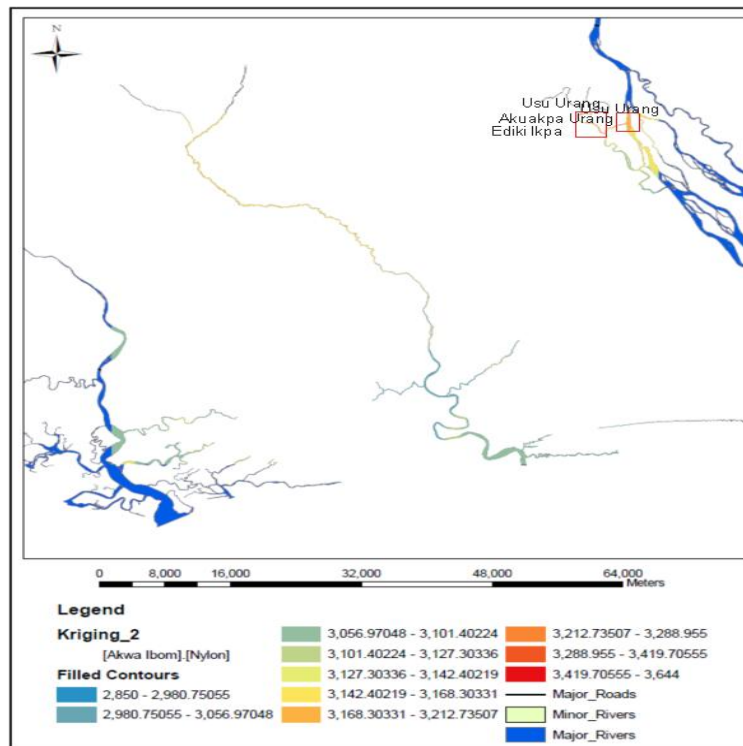 N
Usu Urang
Usu Urang
Akuakpa Urang
Ediki Ikpa
0 8,000 16,000 32,000 48,000 64,000
Meters
Legend
Kriging_2
[Akwa Ibom].[Nylon]
Filled Contours
2,850 - 2,980.75055
2,980.75055 - 3,056.97048
3,056.97048 - 3,101.40224
3,101.40224 - 3,127.30336
3,127.30336 - 3,142.40219
3,142.40219 - 3,168.30331
3,168.30331 - 3,212.73507
3,212.73507 - 3,288.955
3,288.955 - 3,419.70555
3,419.70555 - 3,644
Major_Roads
Minor_Rivers
Major_Rivers